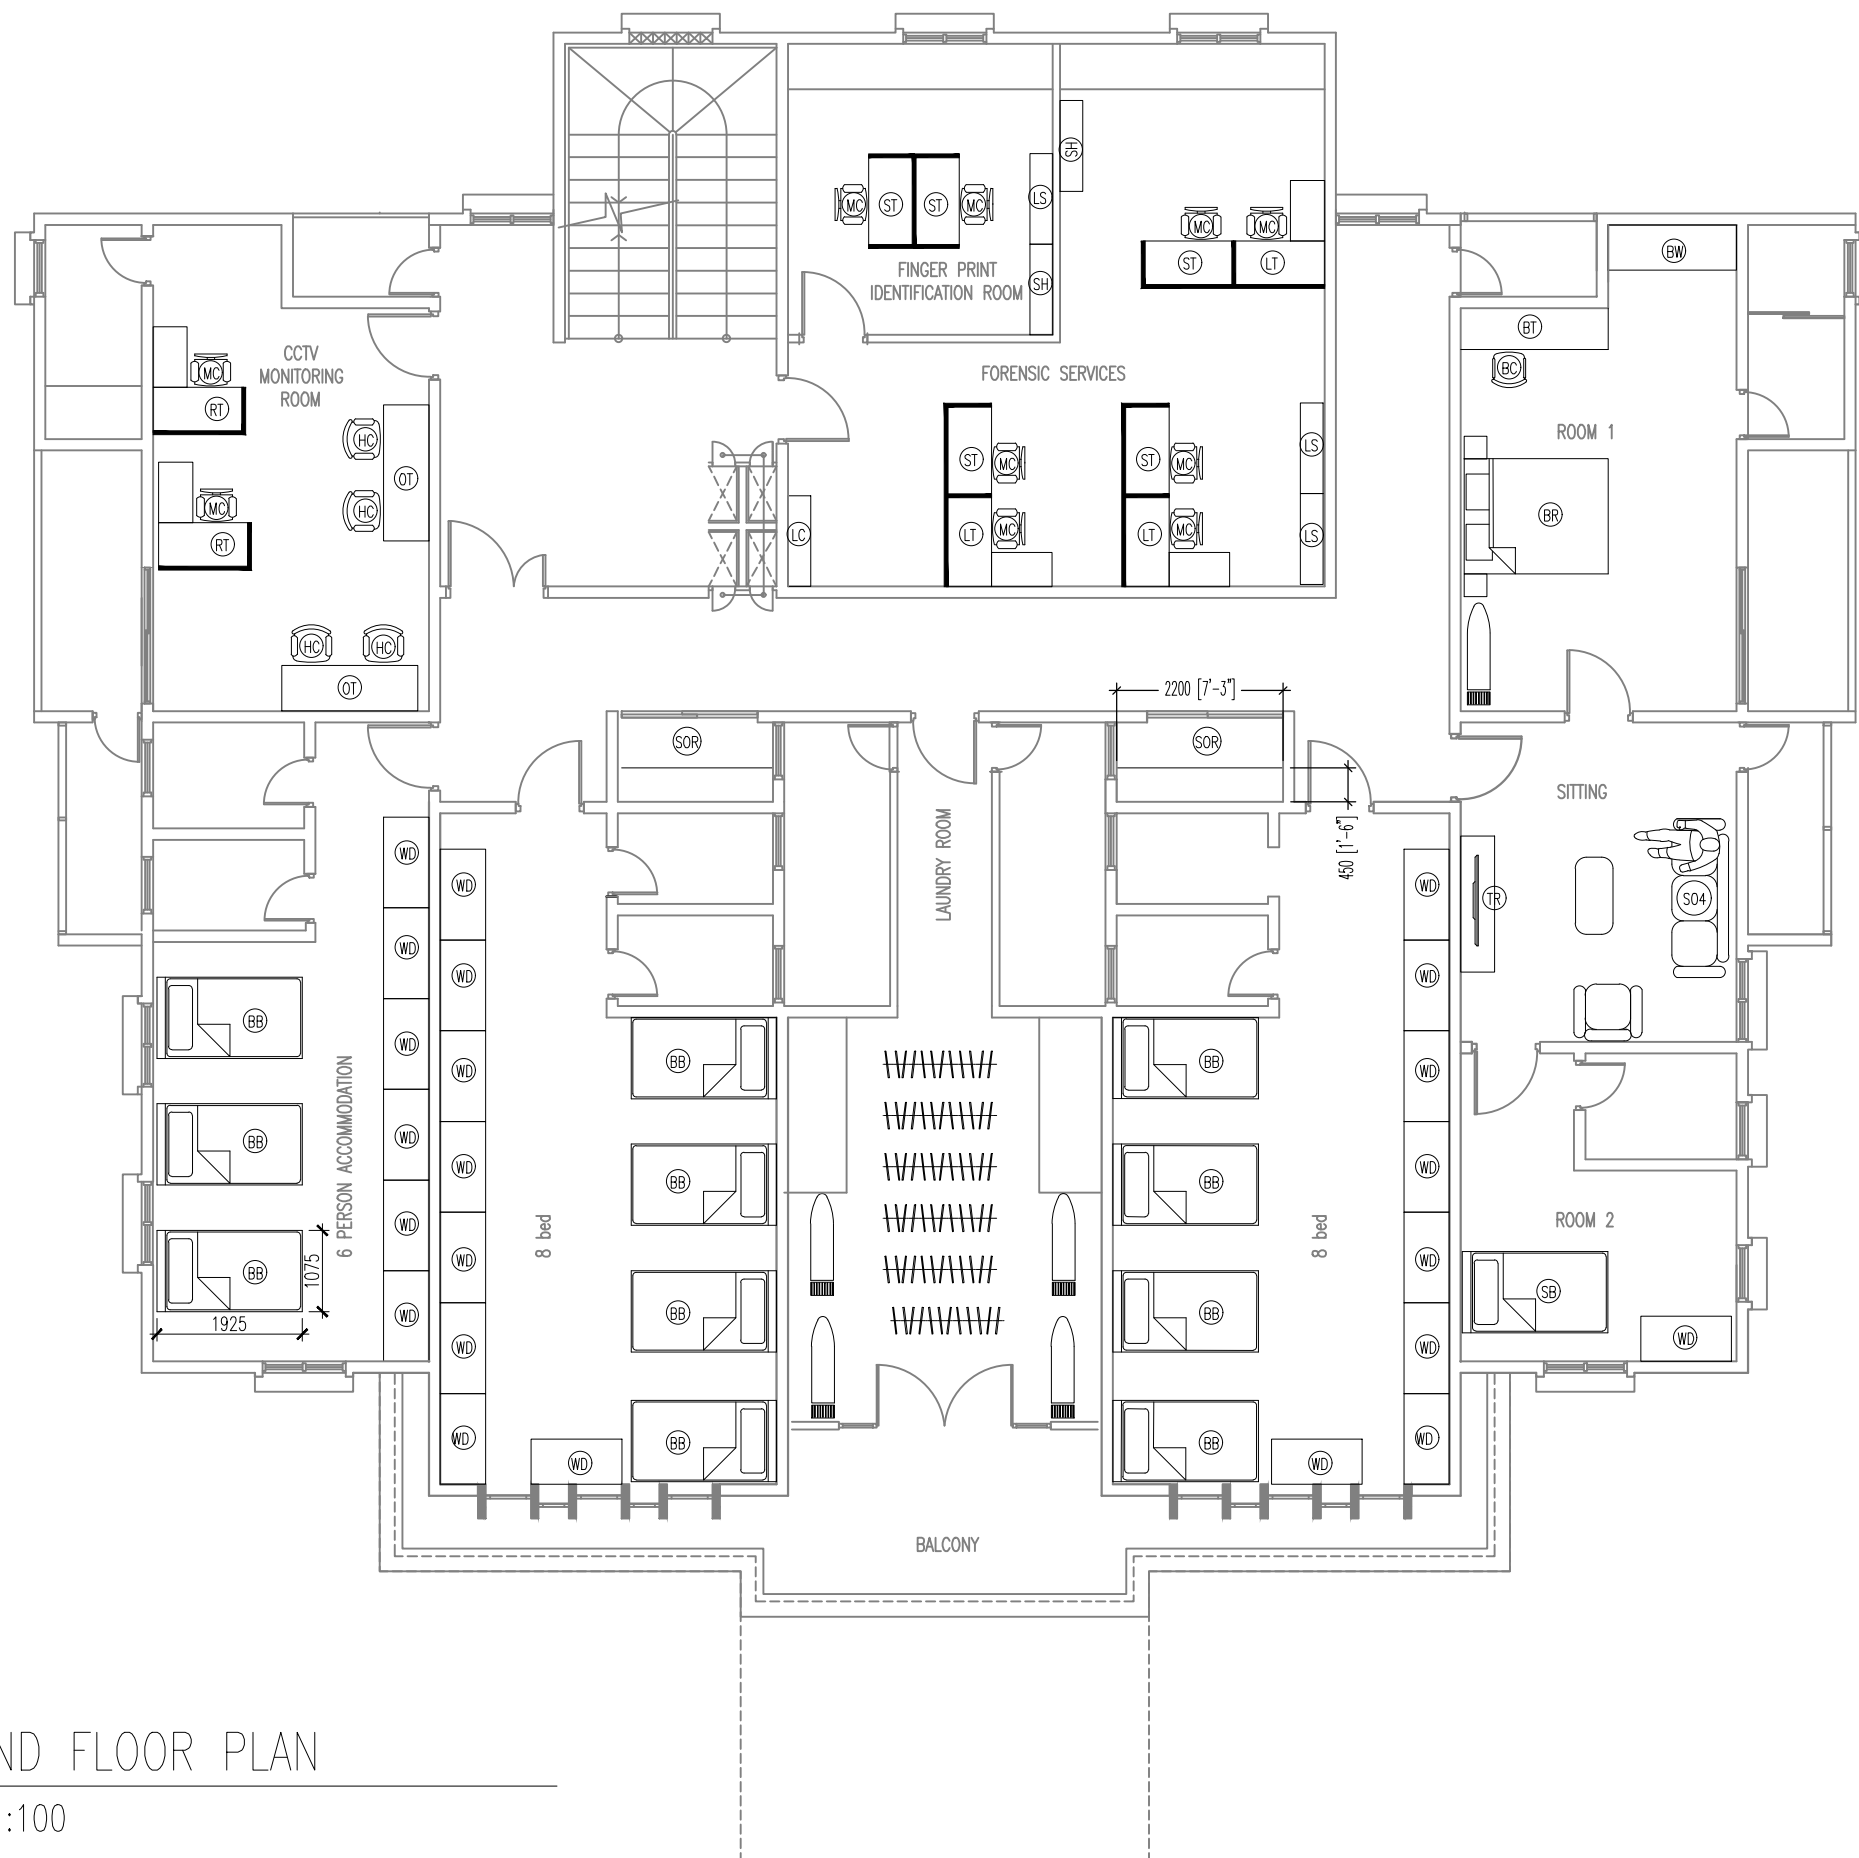 SH
MC
ST
ST
MC
LS
MC
MC
FINGER PRINT
IDENTIFICATION ROOM
SH
ST
LT
BW
BT
CCTV
MONITORING
ROOM
MC
FORENSIC SERVICES
BC
RT
HC
ROOM 1
LS
ST
MC
ST
MC
OT
MC
HC
BR
RT
LC
LT
MC
LT
MC
LS
HC
HC
OT
2200 [7'-3"]
SOR
SOR
SITTING
450 [1'-6"]
LAUNDRY ROOM
WD
WD
WD
TR
SO4
WD
WD
WD
BB
WD
BB
WD
BB
WD
6 PERSON ACCOMMODATION
BB
WD
WD
BB
BB
WD
8 bed
WD
WD
8 bed
ROOM 2
BB
1075
WD
WD
SB
1925
WD
WD
BB
BB
WD
WD
WD
BB
BB
WD
WD
WD
BB
WD
WD
BALCONY
ND FLOOR PLAN
:100